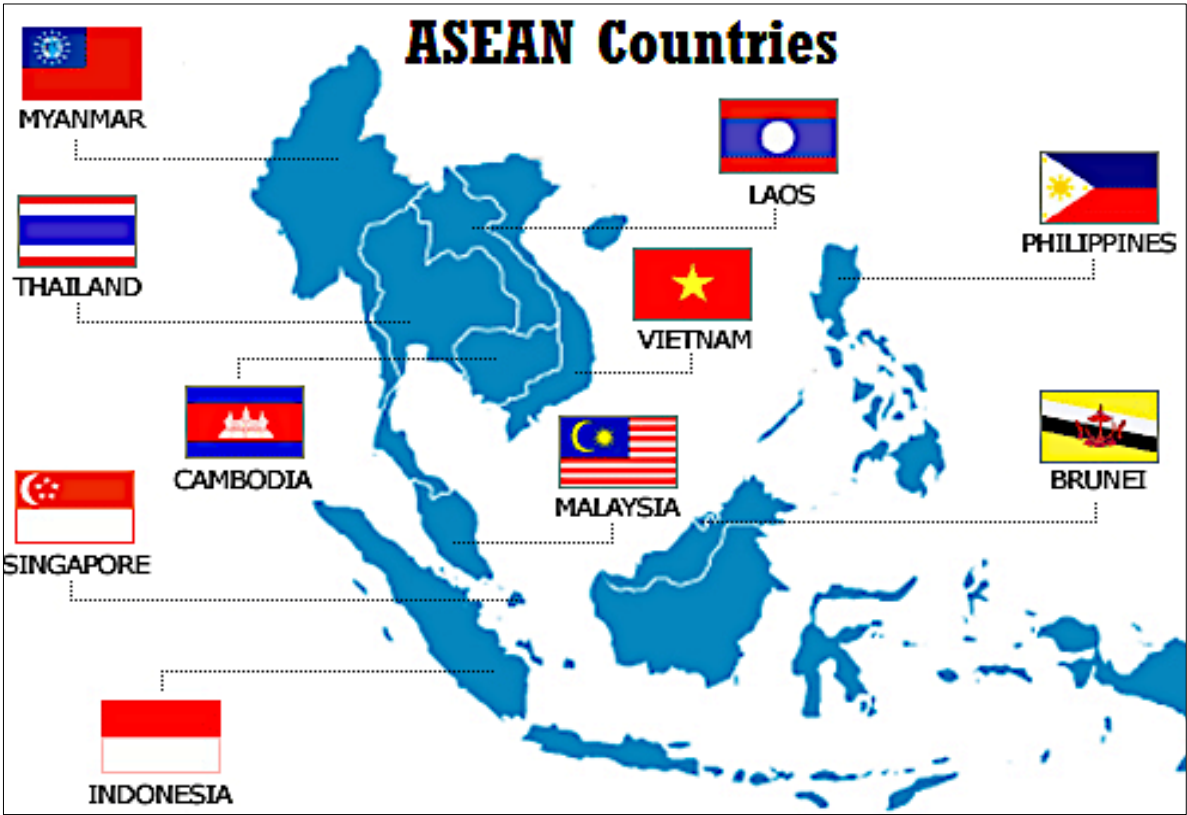 ASEAN Countries
MYANMAR
LAOS
PHILIPPINES
THAILAND
VIETNAM
CAMBODIA
MALAYSIA
BRUNEI
SINGAPORE
INDONESIA